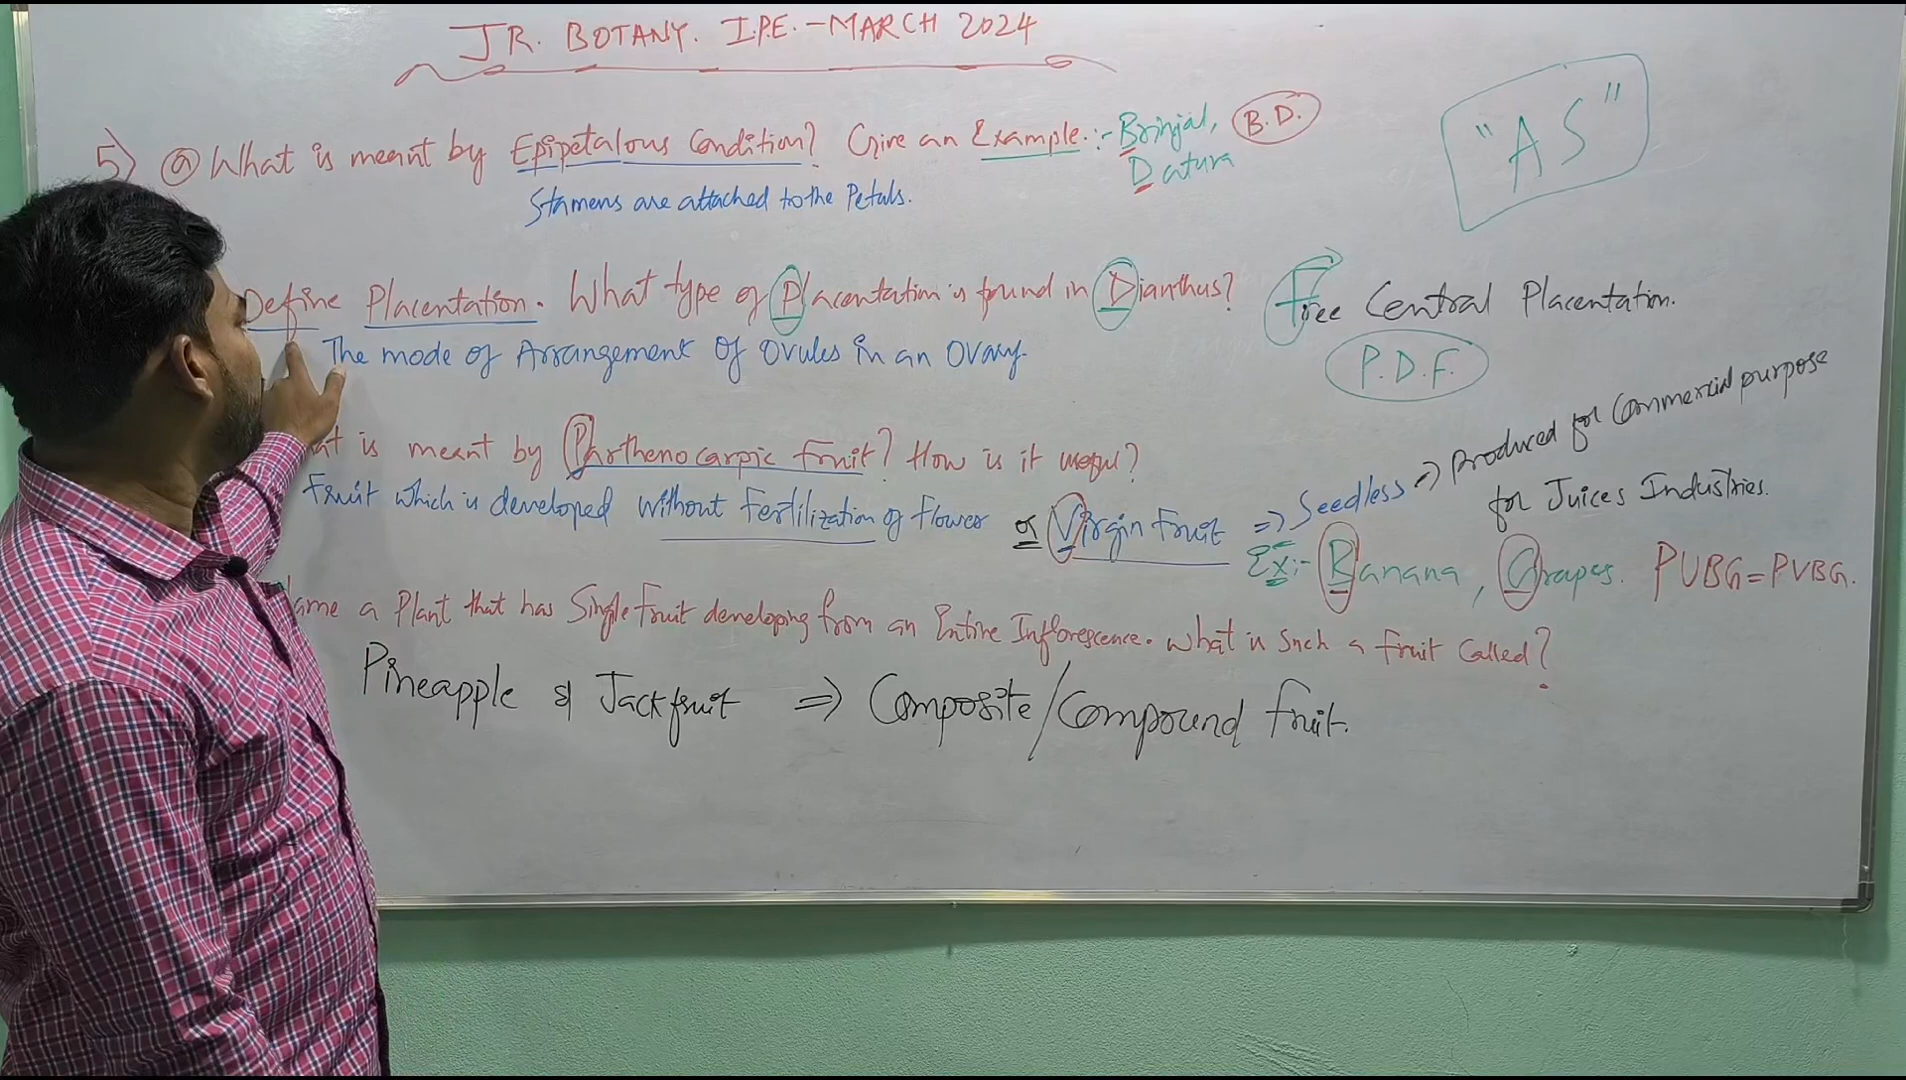 JR. BOTANY. I.P.E. - MARCH 2024
"AS"
5) a What is meant by Epipetalous Condition? Give an Example. :- Brinjal, B.D.
Datura
Stamens are attached to the Petals.
Define Placentation. What type of Placentation is found in Dianthus? Free Central Placentation.
The mode of Arrangement Of Ovules in an Ovary.
P.D.F.
at is meant by Parthenocarpic fruit? How is it useful?
Fruit which is developed without Fertilization of flower or Virgin Fruit => Seedless => Produced for Commercial purpose
for Juices Industries.
Ex:- Banana, Grapes. PUBG = PVBG.
ame a Plant that has Single Fruit developing from an Entire Inflorescence. What is such a fruit Called?
Pineapple & Jackfruit => Composite/Compound fruit.